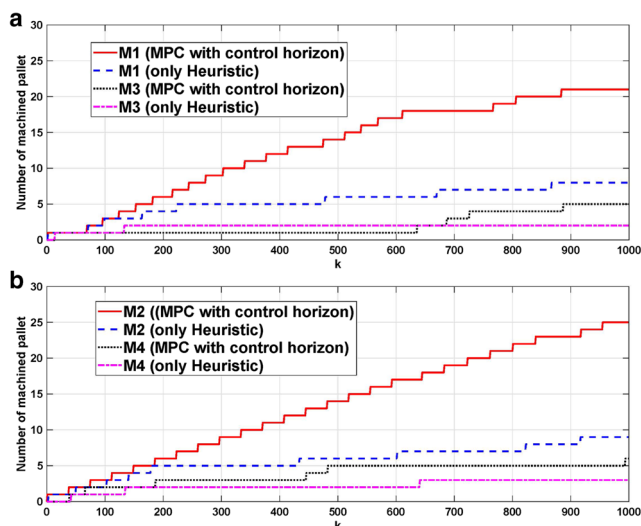 a
30
25
20
15
10
5
0
Number of machined pallet
M1 (MPC with control horizon)
M1 (only Heuristic)
M3 (MPC with control horizon)
M3 (only Heuristic)
0 100 200 300 400 500 600 700 800 900 1000
k
b
30
25
20
15
10
5
0
Number of machined pallet
M2 ((MPC with control horizon)
M2 (only Heuristic)
M4 (MPC with control horizon)
M4 (only Heuristic)
0 100 200 300 400 500 600 700 800 900 1000
k